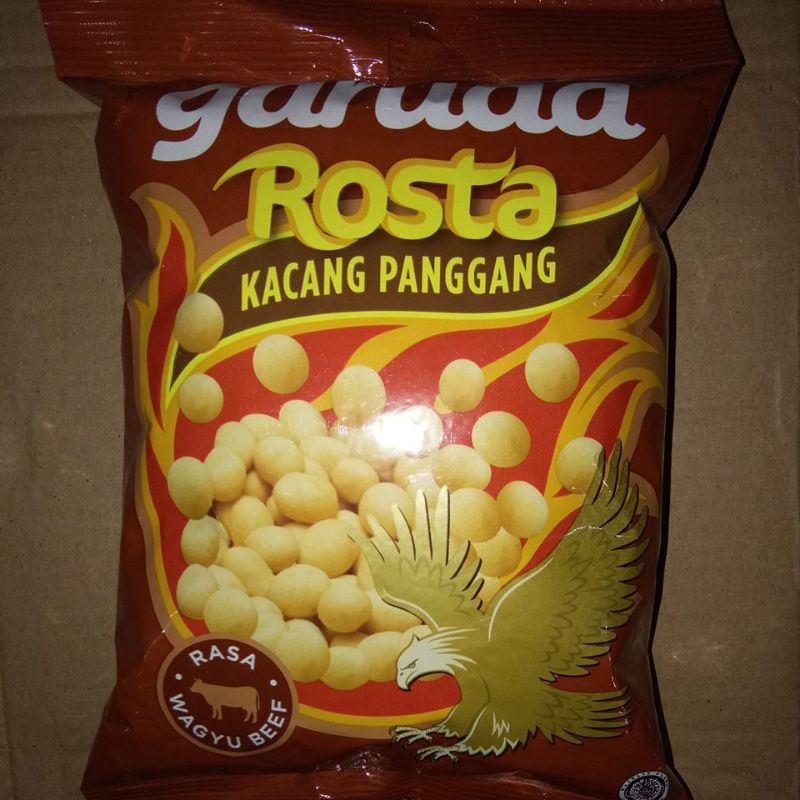 garuda
Rosta
KACANG PANGGANG
RASA
WAGYU BEEF